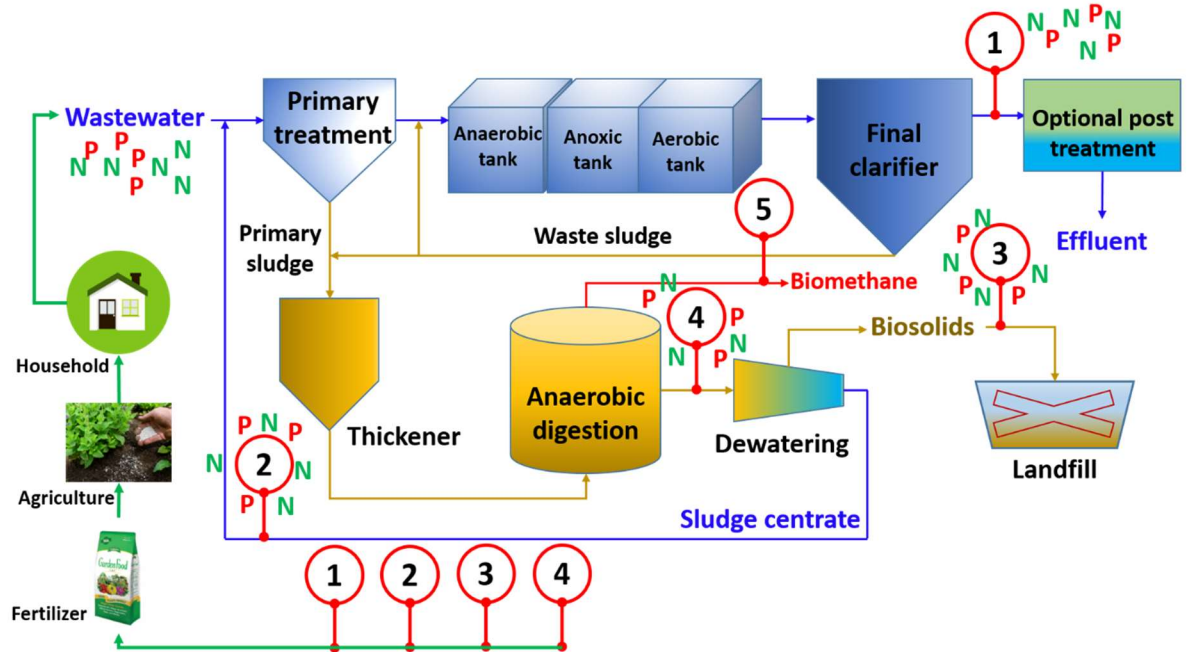 1
N N P N
P N P
Wastewater
P P N
N N P N
P N
Primary
treatment
Anaerobic
tank
Anoxic
tank
Aerobic
tank
Final
clarifier
Optional post
treatment
Effluent
5
Waste sludge
Primary
sludge
Biomethane
3
N
P
N N
P N P
4
N
P P
N P N
Biosolids
Household
Anaerobic
digestion
Dewatering
Thickener
Landfill
2
P N P
N N
P N
Agriculture
Sludge centrate
Fertilizer
Garden Food
1 2 3 4